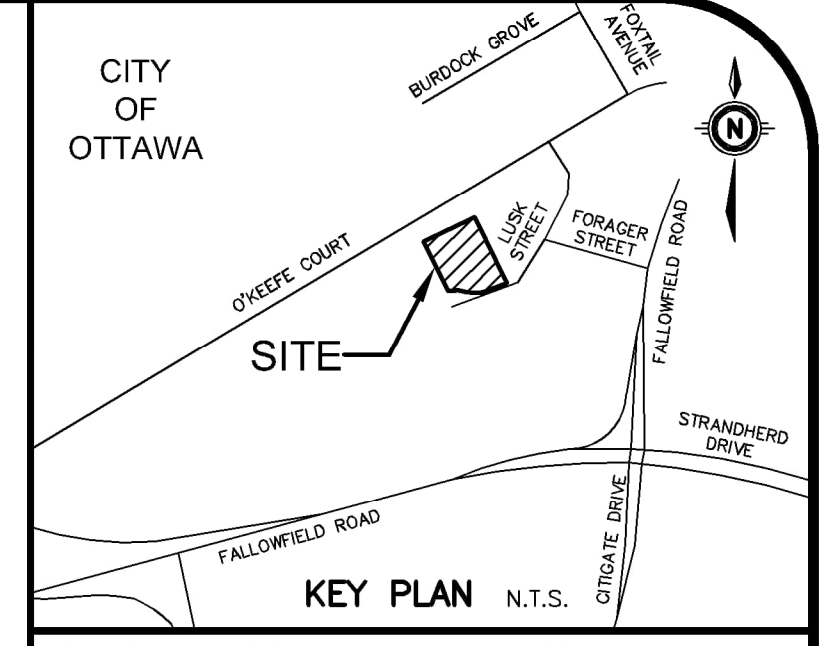 CITY
OF
OTTAWA
BURDOCK GROVE
FOXTAIL
AVENUE
N
O'KEEFE COURT
LUSK
STREET
FORAGER
STREET
FALLOWFIELD ROAD
SITE
STRANDHERD
DRIVE
FALLOWFIELD ROAD
CITIGATE DRIVE
KEY PLAN N.T.S.